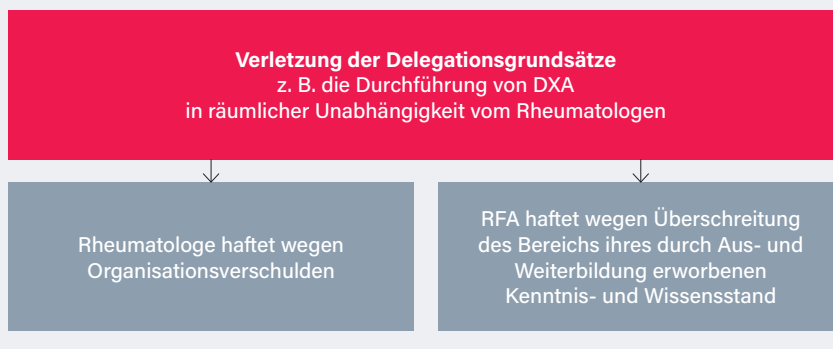 Verletzung der Delegationsgrundsätze
z. B. die Durchführung von DXA
in räumlicher Unabhängigkeit vom Rheumatologen
Rheumatologe haftet wegen
Organisationsverschulden
RFA haftet wegen Überschreitung
des Bereichs ihres durch Aus- und
Weiterbildung erworbenen
Kenntnis- und Wissensstand